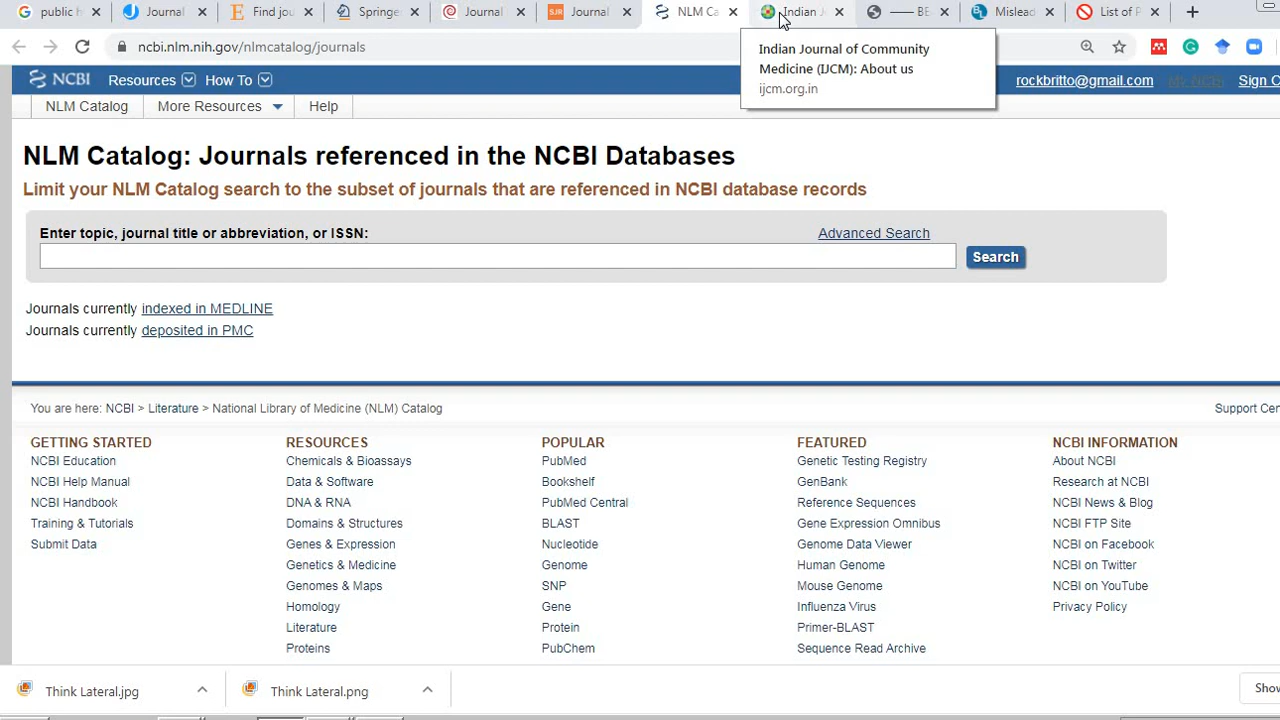 public h
Journal
Find jou
Springe
Journal
Journal
NLM Ca
Indian J
BE
Mislead
List of P
ncbi.nlm.nih.gov/nlmcatalog/journals
Indian Journal of Community
Medicine (IJCM): About us
ijcm.org.in
NCBI Resources How To
rockbritto@gmail.com My NCBI Sign O
NLM Catalog More Resources Help
NLM Catalog: Journals referenced in the NCBI Databases
Limit your NLM Catalog search to the subset of journals that are referenced in NCBI database records
Enter topic, journal title or abbreviation, or ISSN: Advanced Search
Search
Journals currently indexed in MEDLINE
Journals currently deposited in PMC
You are here: NCBI > Literature > National Library of Medicine (NLM) Catalog
Support Cen
GETTING STARTED
NCBI Education
NCBI Help Manual
NCBI Handbook
Training & Tutorials
Submit Data
RESOURCES
Chemicals & Bioassays
Data & Software
DNA & RNA
Domains & Structures
Genes & Expression
Genetics & Medicine
Genomes & Maps
Homology
Literature
Proteins
POPULAR
PubMed
Bookshelf
PubMed Central
BLAST
Nucleotide
Genome
SNP
Gene
Protein
PubChem
FEATURED
Genetic Testing Registry
GenBank
Reference Sequences
Gene Expression Omnibus
Genome Data Viewer
Human Genome
Mouse Genome
Influenza Virus
Primer-BLAST
Sequence Read Archive
NCBI INFORMATION
About NCBI
Research at NCBI
NCBI News & Blog
NCBI FTP Site
NCBI on Facebook
NCBI on Twitter
NCBI on YouTube
Privacy Policy
Think Lateral.jpg
Think Lateral.png
Show